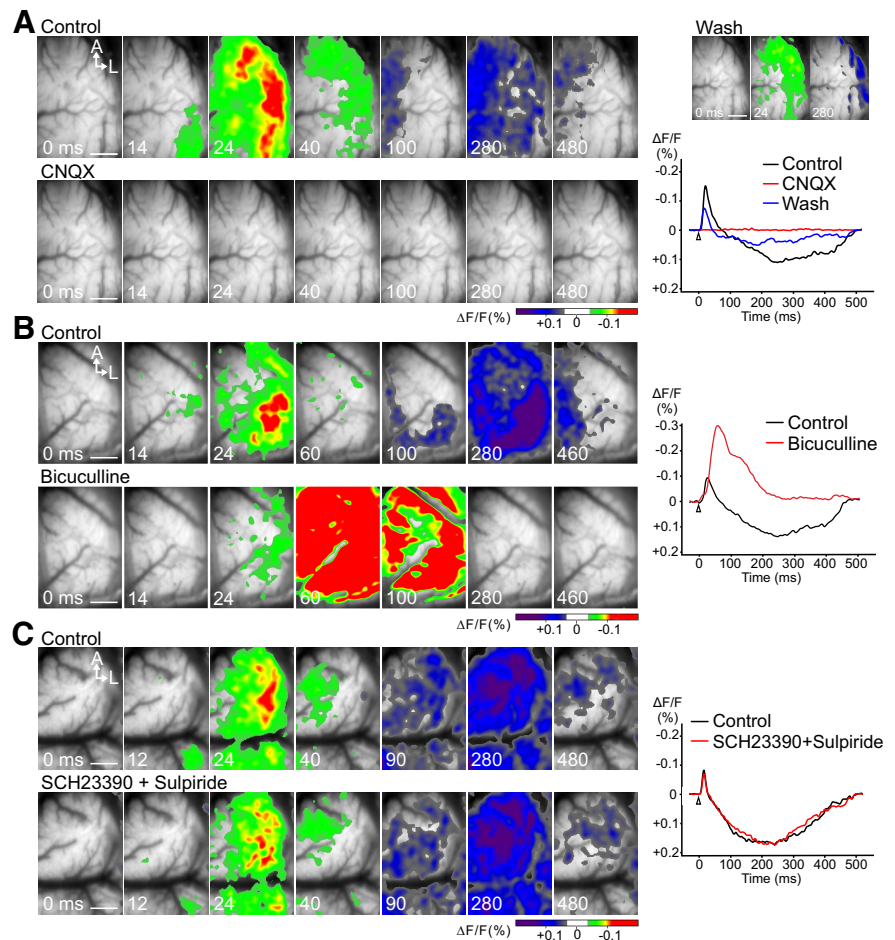 A
Control
A
L
0 ms 14 24 40 100 280 480
CNQX
0 ms 14 24 40 100 280 480
ΔF/F(%) +0.1 0 -0.1
Wash
0 ms 24 280
ΔF/F
(%)
-0.2
-0.1
0
+0.1
0.2
Control
CNQX
Wash
0 100 200 300 400 500
Time (ms)
B
Control
A
L
0 ms 14 24 60 100 280 460
Bicuculline
0 ms 14 24 60 100 280 460
ΔF/F(%) +0.1 0 -0.1
ΔF/F
(%)
-0.3
-0.2
-0.1
0
+0.1
+0.2
Control
Bicuculline
0 100 200 300 400 500
Time (ms)
C
Control
A
L
0 ms 12 24 40 90 280 480
SCH23390 + Sulpiride
0 ms 12 24 40 90 280 480
ΔF/F(%) +0.1 0 -0.1
ΔF/F
(%)
-0.2
-0.1
0
+0.1
+0.2
Control
SCH23390+Sulpiride
0 100 200 300 400 500
Time (ms)